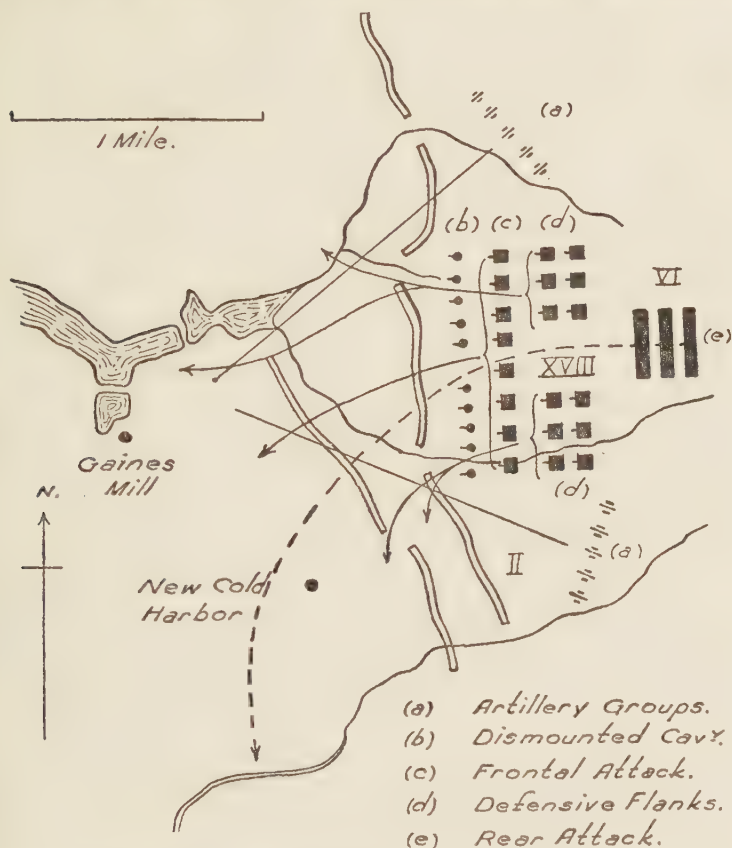 (a)
1 Mile.
(b) (c) (d)
VI
(e)
XVIII
Gaines
Mill
(d)
N.
(a)
II
New Cold
Harbor
(a) Artillery Groups.
(b) Dismounted Cavʸ.
(c) Frontal Attack.
(d) Defensive Flanks.
(e) Rear Attack.